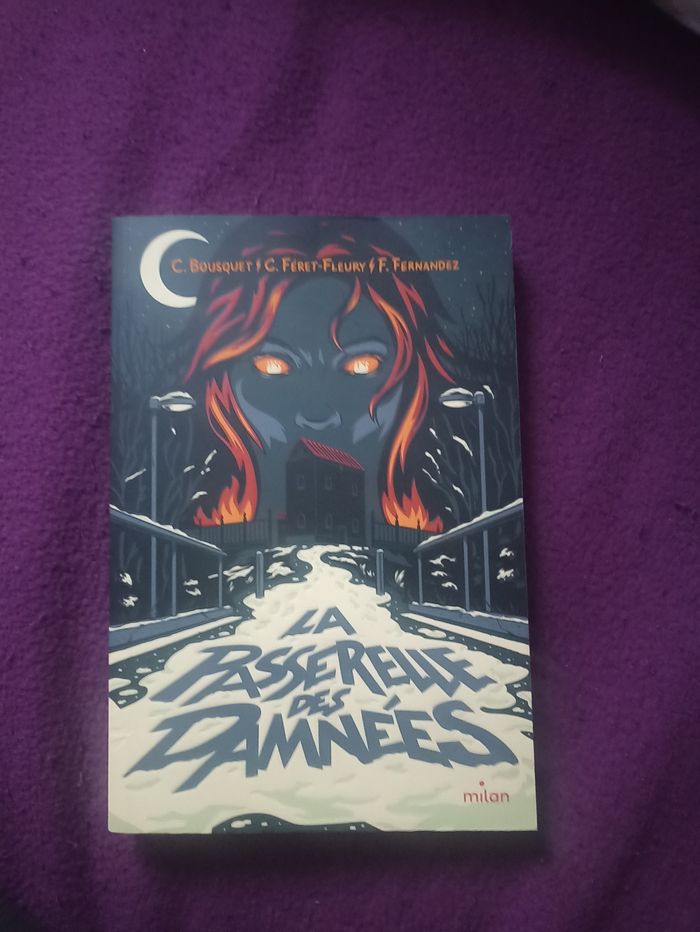 C. Bousquet / C. Féret-Fleury / F. Fernandez
LA
PASSERELLE
DES
DAMNÉES
milan